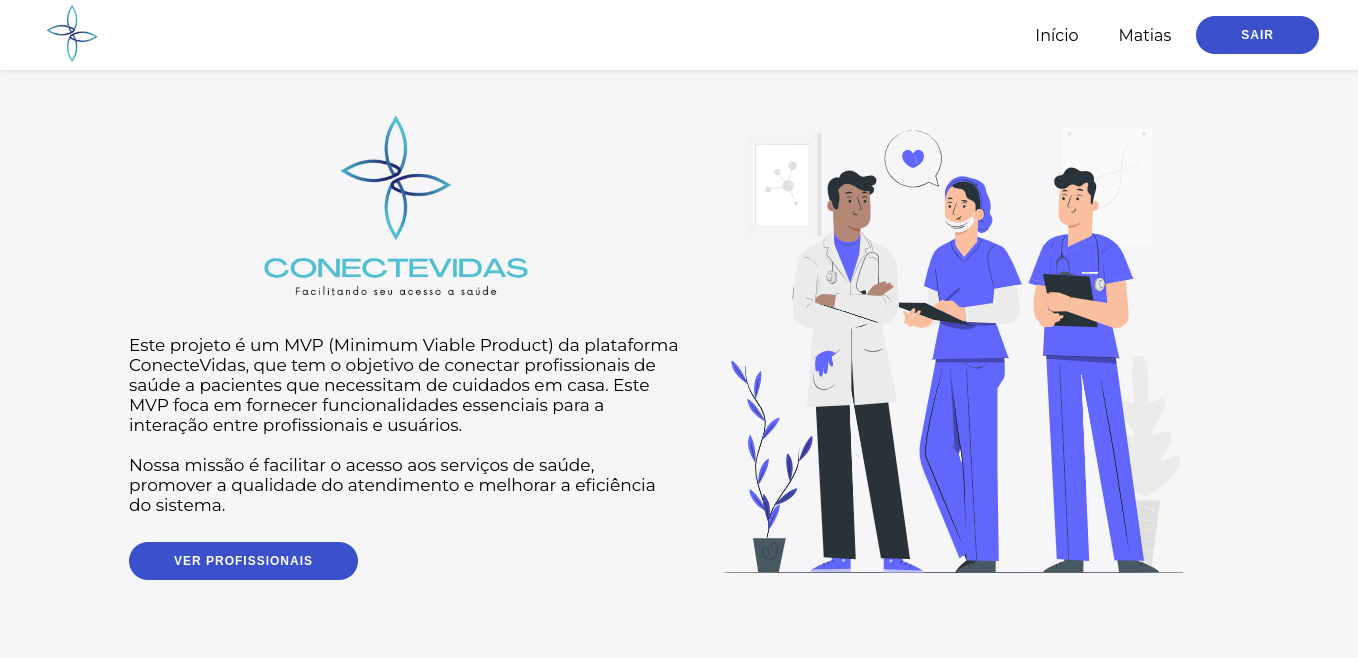 Início Matias SAIR
CONECTEVIDAS
Facilitando seu acesso a saúde
Este projeto é um MVP (Minimum Viable Product) da plataforma
ConecteVidas, que tem o objetivo de conectar profissionais de
saúde a pacientes que necessitam de cuidados em casa. Este
MVP foca em fornecer funcionalidades essenciais para a
interação entre profissionais e usuários.
Nossa missão é facilitar o acesso aos serviços de saúde,
promover a qualidade do atendimento e melhorar a eficiência
do sistema.
VER PROFISSIONAIS